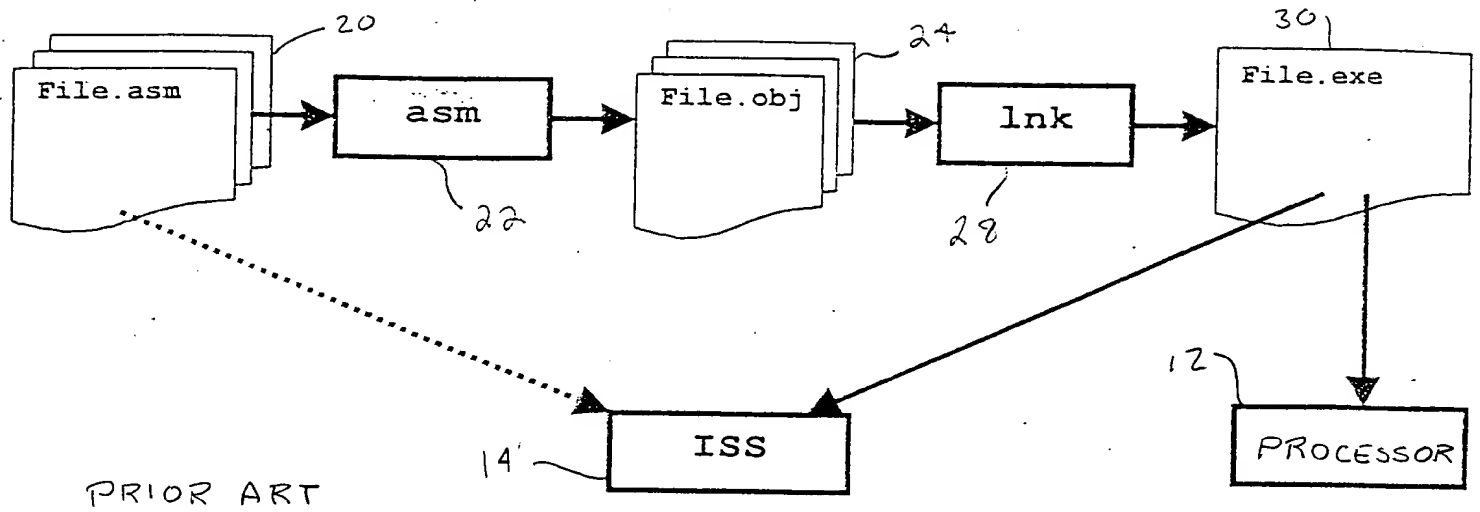 20
24
30
File.asm
asm
File.obj
lnk
File.exe
22
28
12
14'
ISS
PROCESSOR
PRIOR ART